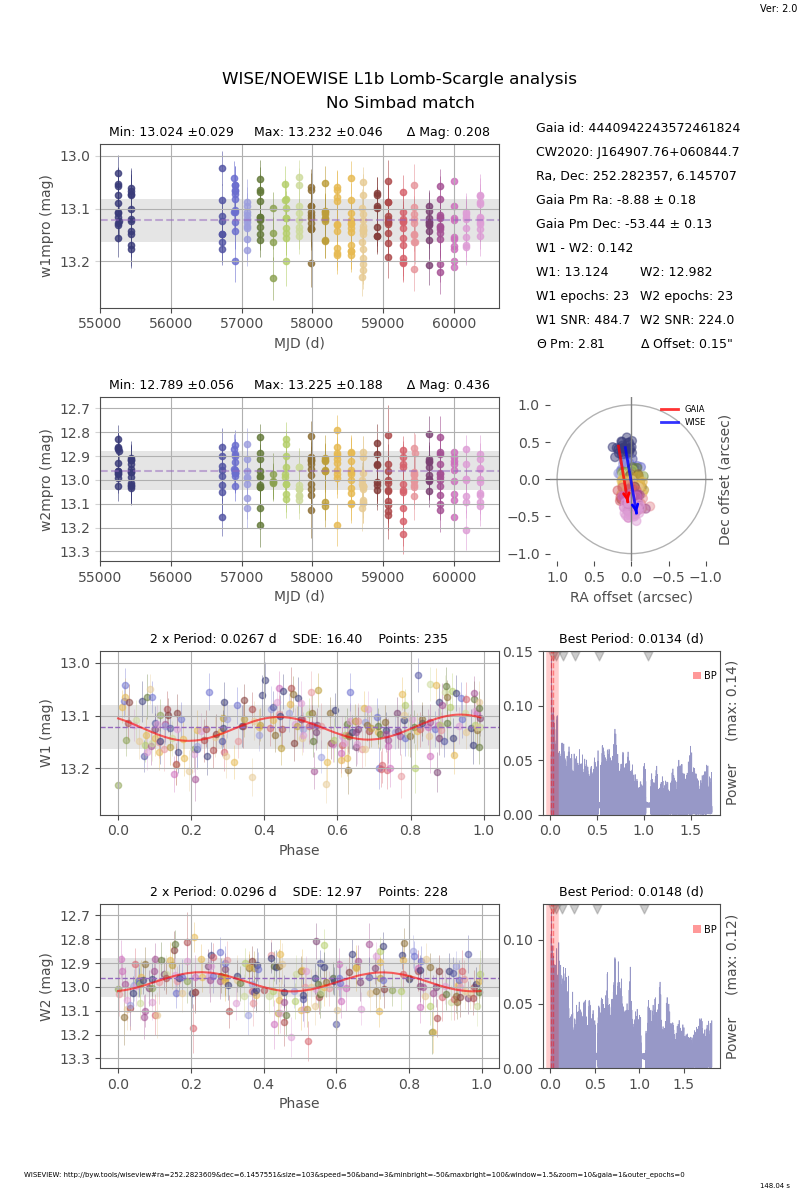 Ver: 2.0
WISE/NOEWISE L1b Lomb-Scargle analysis
No Simbad match
Min: 13.024 ±0.029 Max: 13.232 ±0.046 Δ Mag: 0.208
13.0
13.1
13.2
w1mpro (mag)
55000 56000 57000 58000 59000 60000
MJD (d)
Gaia id: 4440942243572461824
CW2020: J164907.76+060844.7
Ra, Dec: 252.282357, 6.145707
Gaia Pm Ra: -8.88 ± 0.18
Gaia Pm Dec: -53.44 ± 0.13
W1 - W2: 0.142
W1: 13.124 W2: 12.982
W1 epochs: 23 W2 epochs: 23
W1 SNR: 484.7 W2 SNR: 224.0
Θ Pm: 2.81 Δ Offset: 0.15"
Min: 12.789 ±0.056 Max: 13.225 ±0.188 Δ Mag: 0.436
12.7
12.8
12.9
13.0
13.1
13.2
13.3
w2mpro (mag)
55000 56000 57000 58000 59000 60000
MJD (d)
GAIA
WISE
1.0
0.5
0.0
−0.5
−1.0
Dec offset (arcsec)
1.0 0.5 0.0 −0.5 −1.0
RA offset (arcsec)
2 x Period: 0.0267 d SDE: 16.40 Points: 235
13.0
13.1
13.2
W1 (mag)
0.0 0.2 0.4 0.6 0.8 1.0
Phase
Best Period: 0.0134 (d)
BP
0.15
0.10
0.05
0.00
Power (max: 0.14)
0.0 0.5 1.0 1.5
2 x Period: 0.0296 d SDE: 12.97 Points: 228
12.7
12.8
12.9
13.0
13.1
13.2
13.3
W2 (mag)
0.0 0.2 0.4 0.6 0.8 1.0
Phase
Best Period: 0.0148 (d)
BP
0.10
0.05
0.00
Power (max: 0.12)
0.0 0.5 1.0 1.5
WISEVIEW: http://byw.tools/wiseview#ra=252.2823609&dec=6.1457551&size=103&speed=50&band=3&minbright=-50&maxbright=100&window=1.5&zoom=10&gaia=1&outer_epochs=0
148.04 s